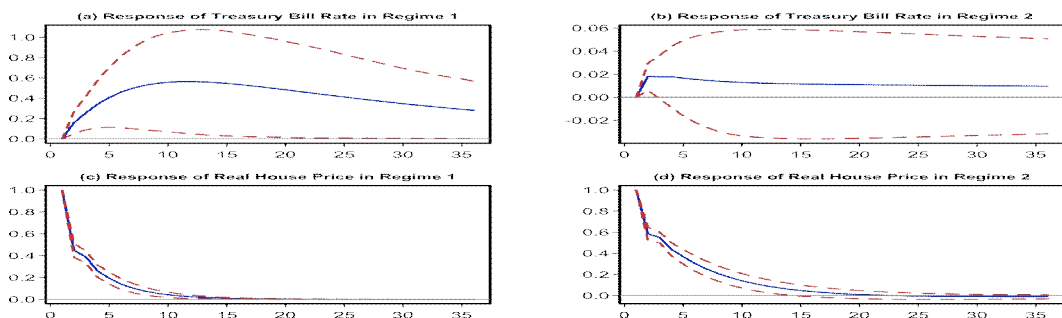 (a) Response of Treasury Bill Rate in Regime 1
1.0
0.8
0.6
0.4
0.2
0.0
0 5 10 15 20 25 30 35
(b) Response of Treasury Bill Rate in Regime 2
0.06
0.04
0.02
0.00
-0.02
0 5 10 15 20 25 30 35
(c) Response of Real House Price in Regime 1
1.0
0.8
0.6
0.4
0.2
0.0
0 5 10 15 20 25 30 35
(d) Response of Real House Price in Regime 2
1.0
0.8
0.6
0.4
0.2
0.0
0 5 10 15 20 25 30 35